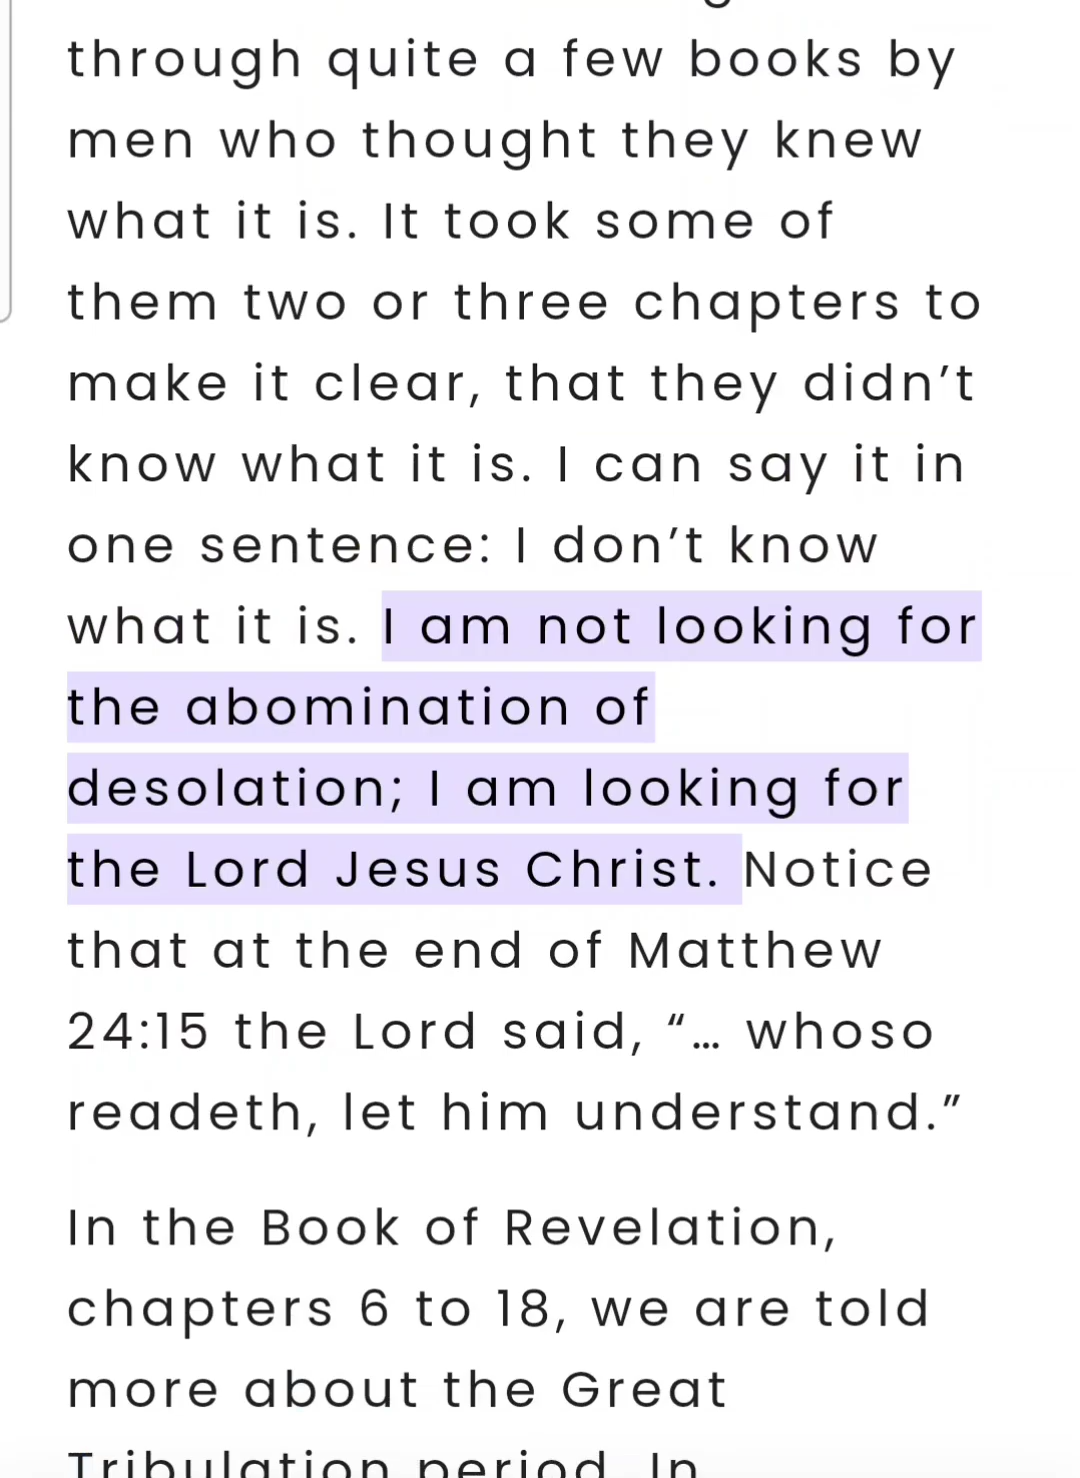 through quite a few books by
men who thought they knew
what it is. It took some of
them two or three chapters to
make it clear, that they didn’t
know what it is. I can say it in
one sentence: I don’t know
what it is. I am not looking for
the abomination of
desolation; I am looking for
the Lord Jesus Christ. Notice
that at the end of Matthew
24:15 the Lord said, “… whoso
readeth, let him understand.”
In the Book of Revelation,
chapters 6 to 18, we are told
more about the Great
Tribulation period. In